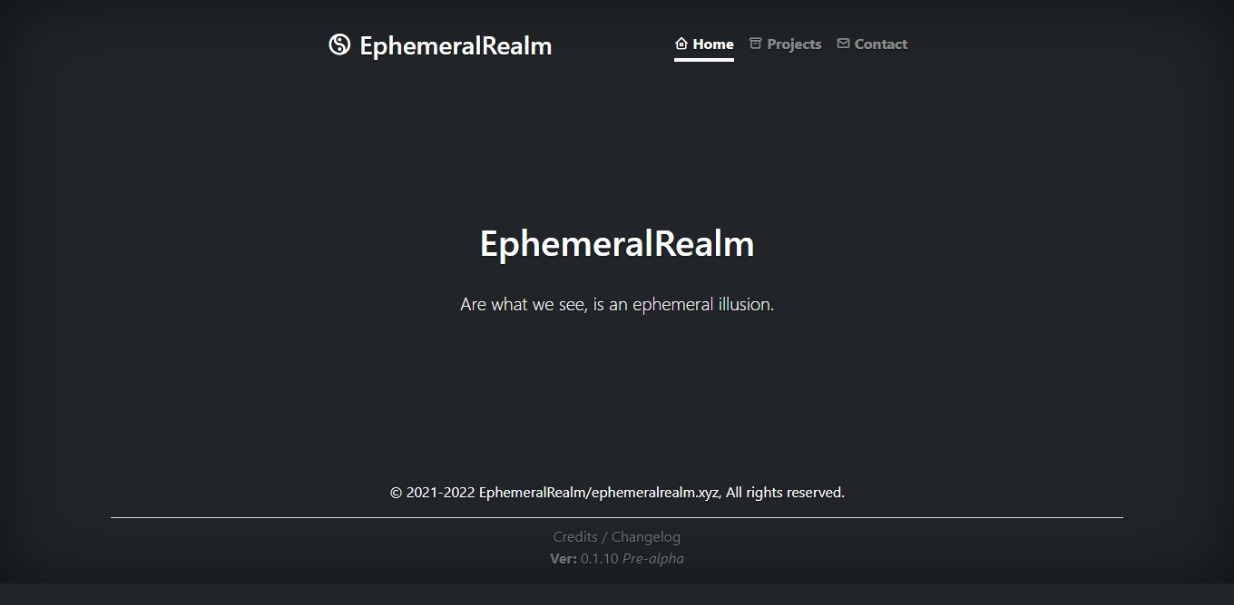 EphemeralRealm
Home Projects Contact
EphemeralRealm
Are what we see, is an ephemeral illusion.
© 2021-2022 EphemeralRealm/ephemeralrealm.xyz, All rights reserved.
Credits / Changelog
Ver: 0.1.10 Pre-alpha